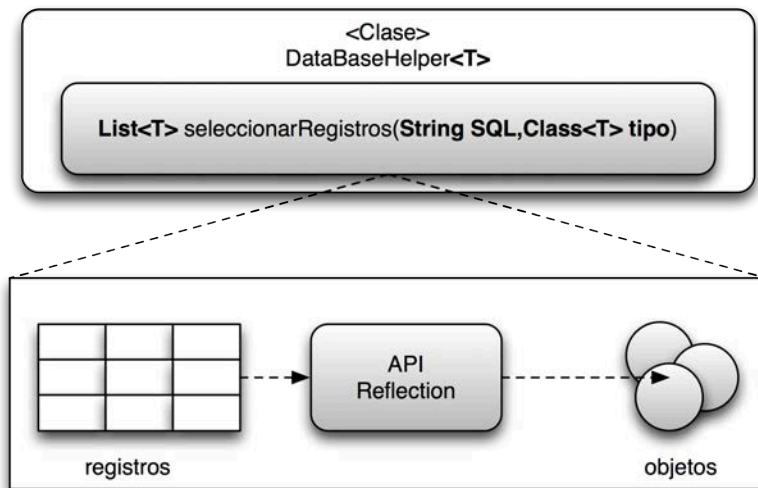 <Clase>
DataBaseHelper<T>
List<T> seleccionarRegistros(String SQL,Class<T> tipo)
API
Reflection
registros
objetos